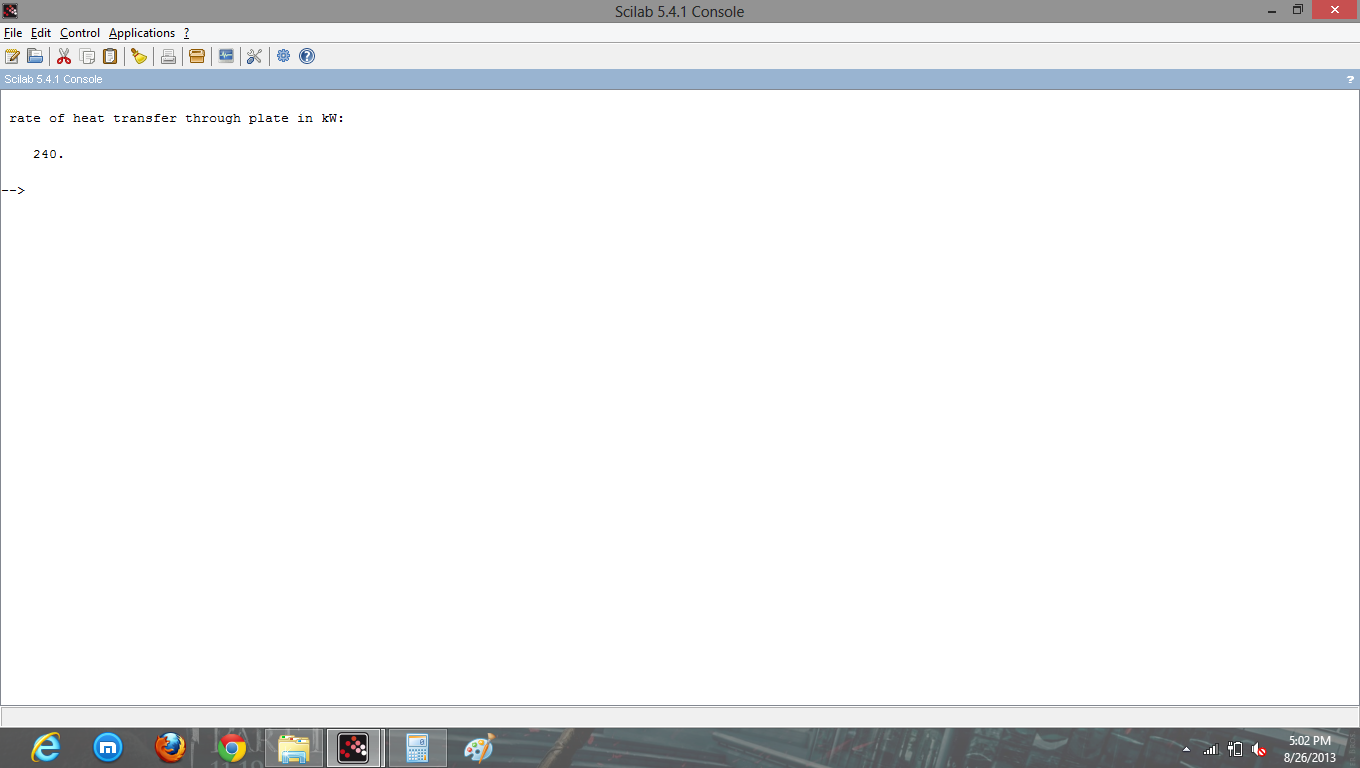 Scilab 5.4.1 Console
File Edit Control Applications ?
Scilab 5.4.1 Console ?
rate of heat transfer through plate in kW:
240.
-->
5:02 PM
8/26/2013